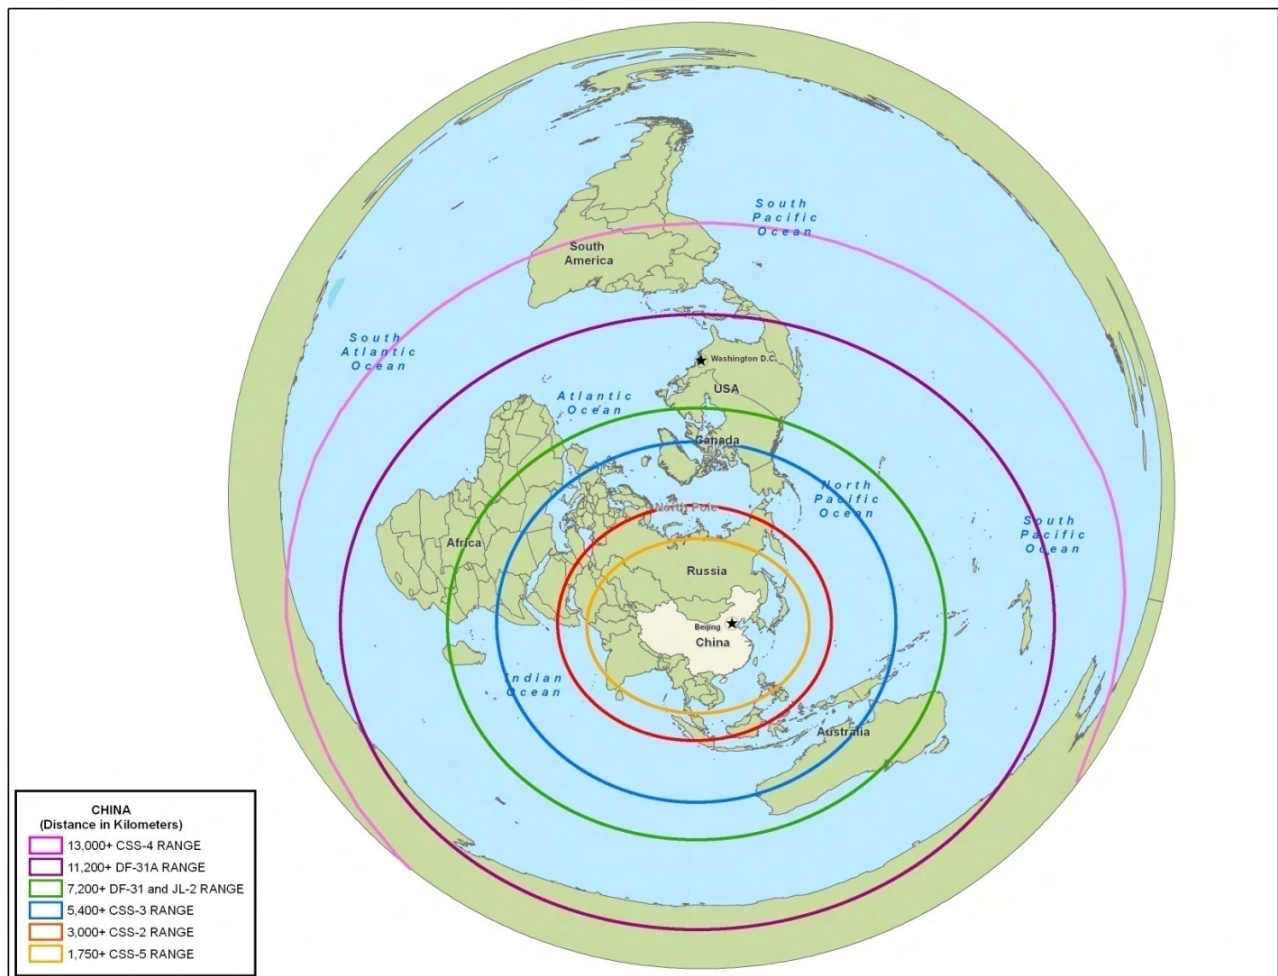 South
Pacific
Ocean
South
America
South
Atlantic
Ocean
Washington D.C.
USA
Atlantic
Ocean
Canada
North
Pacific
Ocean
North Pole
South
Pacific
Ocean
Africa
Russia
Beijing
China
Indian
Ocean
Australia
CHINA
(Distance in Kilometers)
13,000+ CSS-4 RANGE
11,200+ DF-31A RANGE
7,200+ DF-31 and JL-2 RANGE
5,400+ CSS-3 RANGE
3,000+ CSS-2 RANGE
1,750+ CSS-5 RANGE